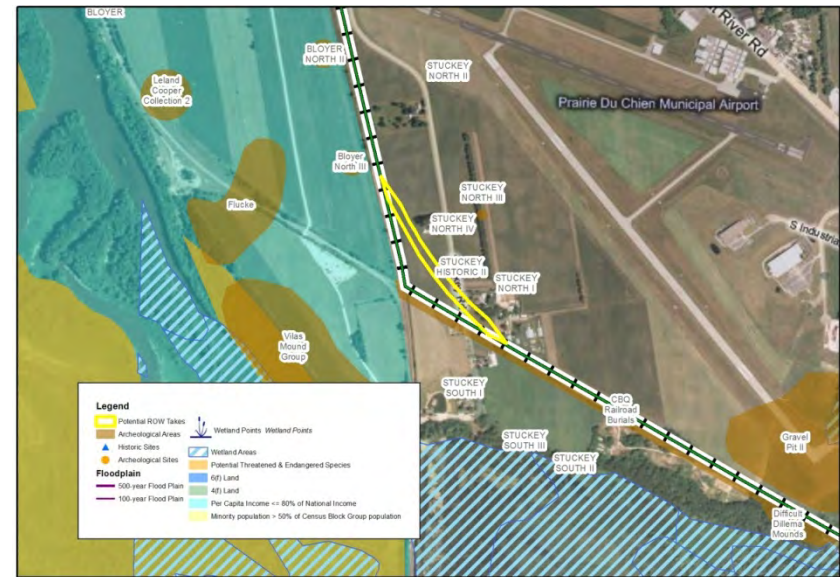 BLOYER
BLOYER
NORTH II
STUCKEY
NORTH II
Leland
Cooper
Collection 2
Prairie Du Chien Municipal Airport
River Rd
Bloyer
North III
STUCKEY
NORTH III
Flucke
STUCKEY
NORTH IV
S Industrial
STUCKEY
HISTORIC II
STUCKEY
NORTH I
Vilas
Mound
Group
STUCKEY
SOUTH I
CBQ
Railroad
Burials
STUCKEY
SOUTH III
Gravel
Pit II
STUCKEY
SOUTH II
Difficult
Dillema
Mounds
Legend
Potential ROW Takes
Archeological Areas
Historic Sites
Archeological Sites
Floodplain
500-year Flood Plain
100-year Flood Plain
Wetland Points Wetland Points
Wetland Areas
Potential Threatened & Endangered Species
6(f) Land
4(f) Land
Per Capita Income <= 80% of National Income
Minority population > 50% of Census Block Group population